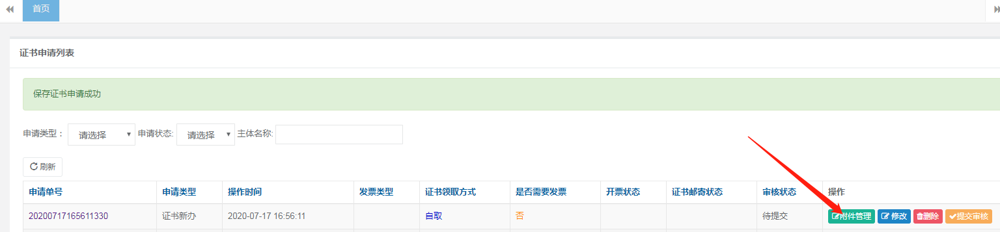 首页
证书申请列表
保存证书申请成功
申请类型： 请选择 申请状态: 请选择 主体名称:
刷新
申请单号 申请类型 操作时间 发票类型 证书领取方式 是否需要发票 开票状态 证书邮寄状态 审核状态 操作
20200717165611330 证书新办 2020-07-17 16:56:11 自取 否 待提交 附件管理 修改 删除 提交审核